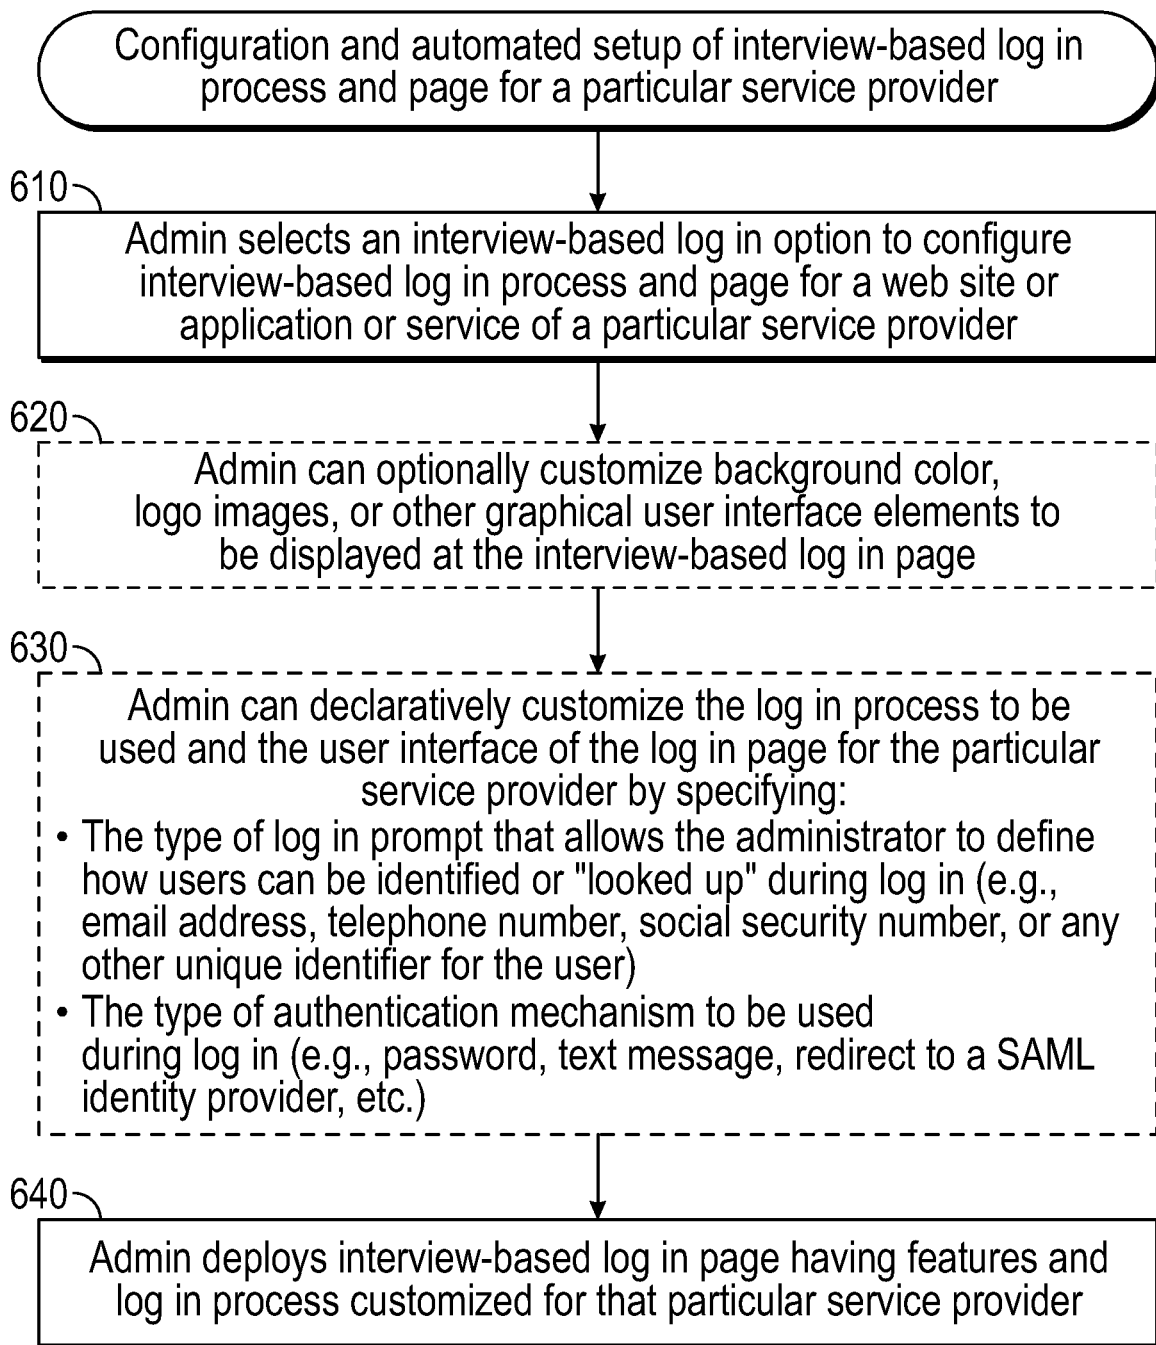 Configuration and automated setup of interview-based log in
process and page for a particular service provider
610
Admin selects an interview-based log in option to configure
interview-based log in process and page for a web site or
application or service of a particular service provider
620
Admin can optionally customize background color,
logo images, or other graphical user interface elements to
be displayed at the interview-based log in page
630
Admin can declaratively customize the log in process to be
used and the user interface of the log in page for the particular
service provider by specifying:
• The type of log in prompt that allows the administrator to define
how users can be identified or "looked up" during log in (e.g.,
email address, telephone number, social security number, or any
other unique identifier for the user)
• The type of authentication mechanism to be used
during log in (e.g., password, text message, redirect to a SAML
identity provider, etc.)
640
Admin deploys interview-based log in page having features and
log in process customized for that particular service provider